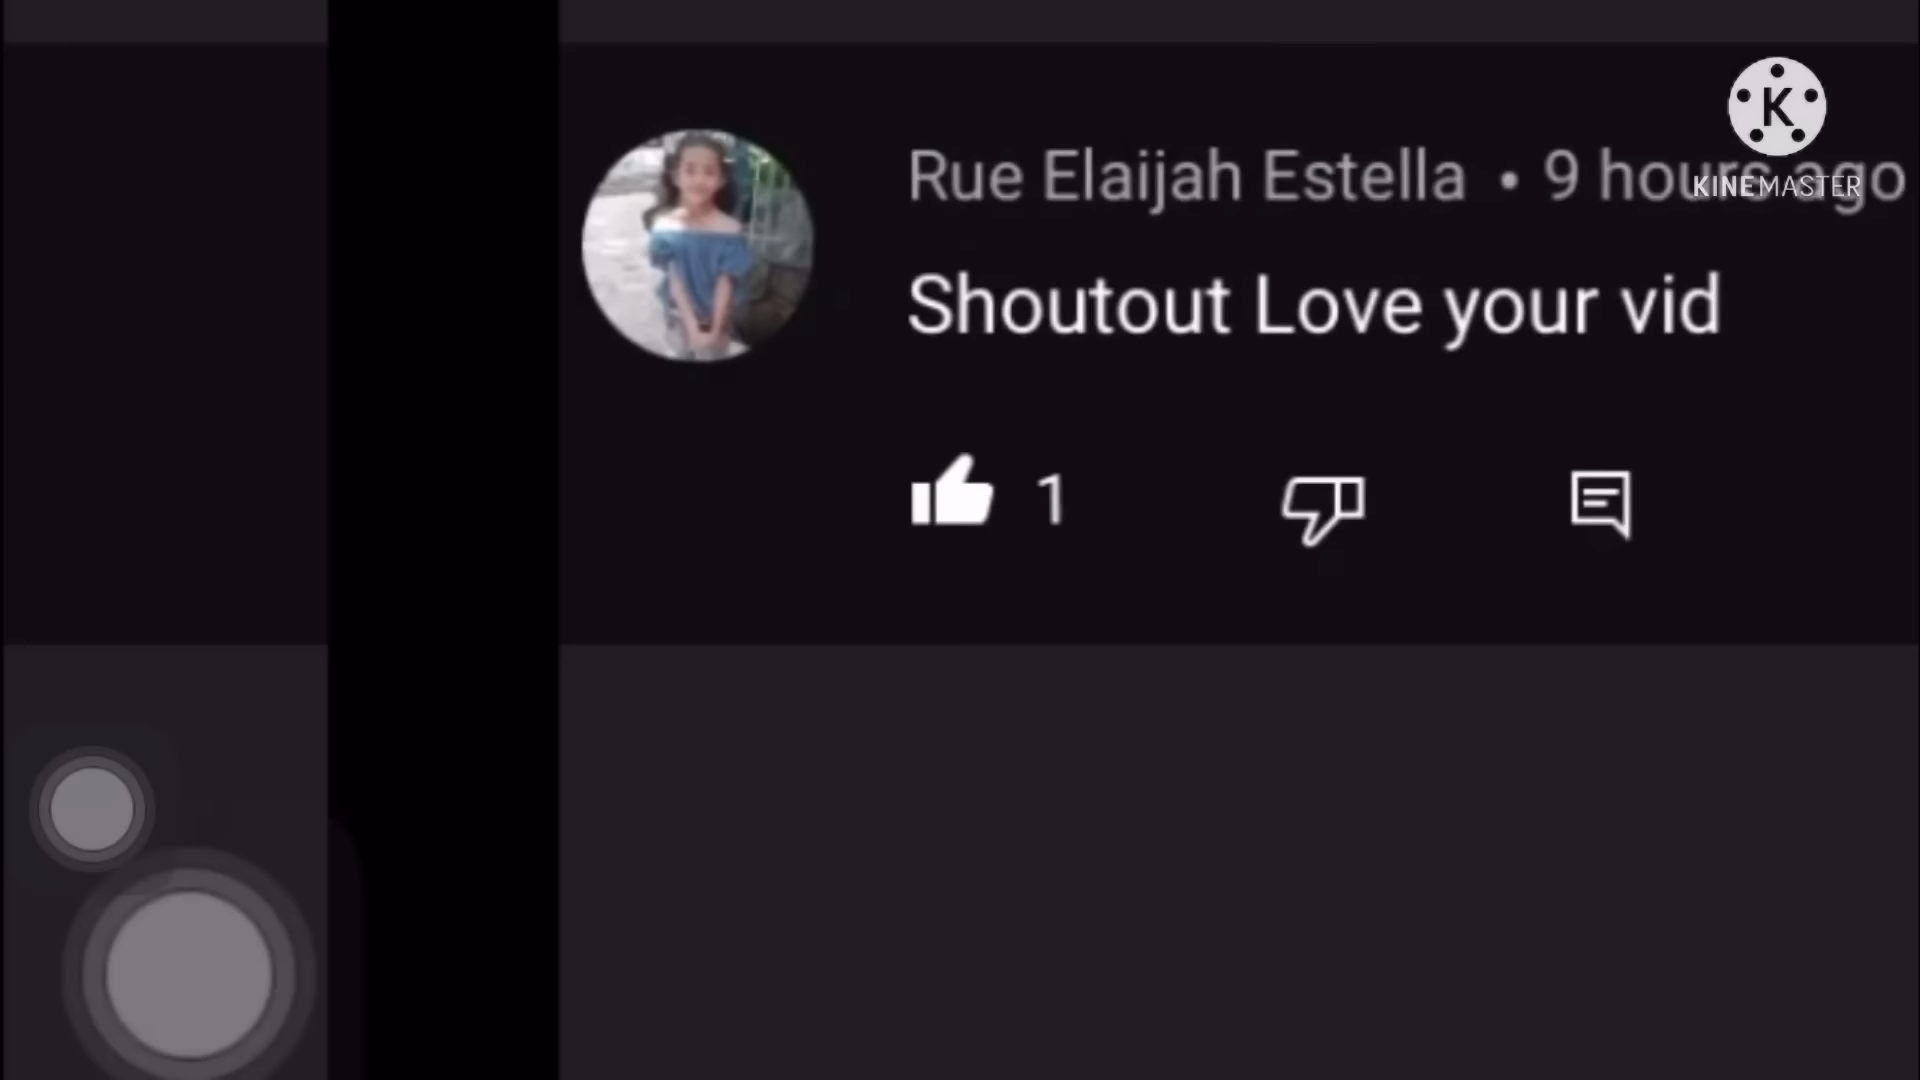 Rue Elaijah Estella • 9 hours ago
Shoutout Love your vid
1
K
KINEMASTER